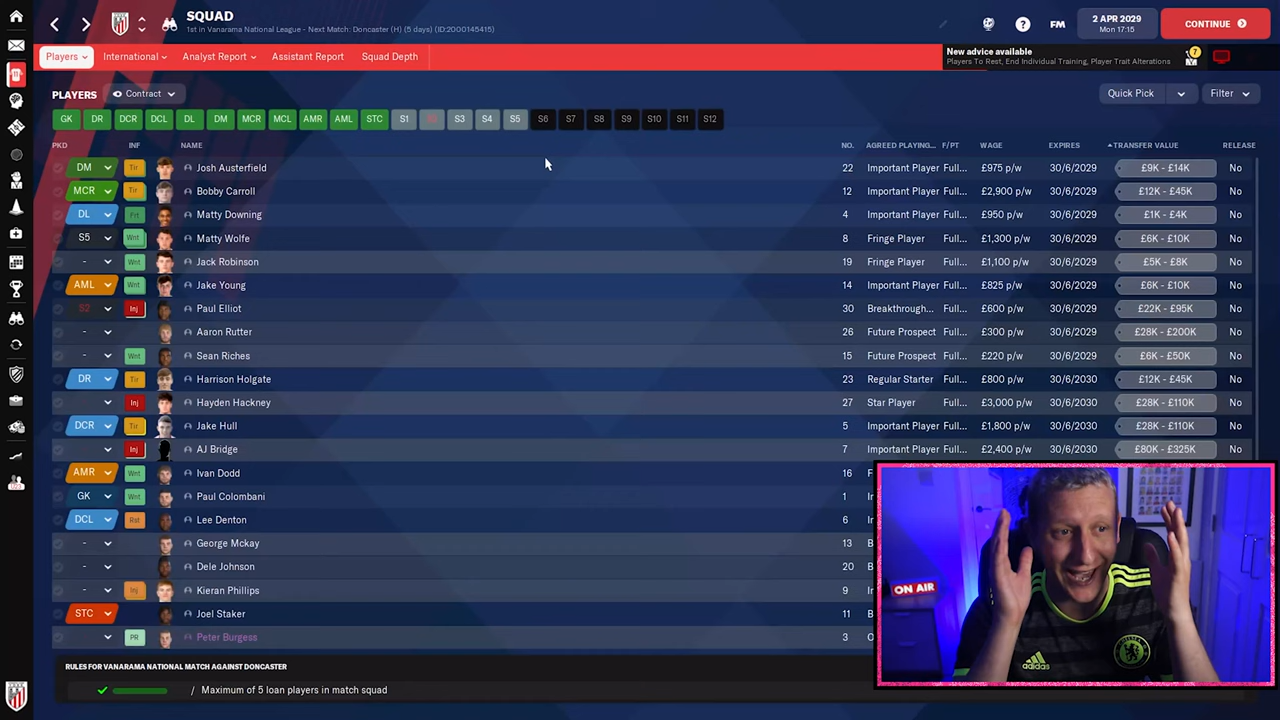 SQUAD
1st in Vanarama National League - Next Match: Doncaster (H) (5 days) (ID:2000145415)
FM
2 APR 2029
Mon 17:15
CONTINUE
Players
International
Analyst Report
Assistant Report
Squad Depth
New advice available
Players To Rest, End Individual Training, Player Trait Alterations
7
PLAYERS
Contract
Quick Pick
Filter
GK DR DCR DCL DL DM MCR MCL AMR AML STC S1 S2 S3 S4 S5 S6 S7 S8 S9 S10 S11 S12
PKD INF NAME NO. AGREED PLAYING... F/PT WAGE EXPIRES TRANSFER VALUE RELEASE
DM Tir Josh Austerfield 22 Important Player Full... £975 p/w 30/6/2029 £9K - £14K No
MCR Tir Bobby Carroll 12 Important Player Full... £2,900 p/w 30/6/2029 £12K - £45K No
DL Frt Matty Downing 4 Important Player Full... £950 p/w 30/6/2029 £1K - £4K No
S5 Wnt Matty Wolfe 8 Fringe Player Full... £1,300 p/w 30/6/2029 £6K - £10K No
- Wnt Jack Robinson 19 Fringe Player Full... £1,100 p/w 30/6/2029 £5K - £8K No
AML Wnt Jake Young 14 Important Player Full... £825 p/w 30/6/2029 £6K - £10K No
S2 Inj Paul Elliot 30 Breakthrough... Full... £600 p/w 30/6/2029 £22K - £95K No
- Aaron Rutter 26 Future Prospect Full... £300 p/w 30/6/2029 £28K - £200K No
- Wnt Sean Riches 15 Future Prospect Full... £220 p/w 30/6/2029 £6K - £50K No
DR Tir Harrison Holgate 23 Regular Starter Full... £800 p/w 30/6/2030 £12K - £45K No
Inj Hayden Hackney 27 Star Player Full... £3,000 p/w 30/6/2030 £28K - £110K No
DCR Tir Jake Hull 5 Important Player Full... £1,800 p/w 30/6/2030 £28K - £110K No
Inj AJ Bridge 7 Important Player Full... £2,400 p/w 30/6/2030 £80K - £325K No
AMR Wnt Ivan Dodd 16
GK Wnt Paul Colombani 1
DCL Rst Lee Denton 6
- George Mckay 13
- Dele Johnson 20
Inj Kieran Phillips 9
STC Joel Staker 11
PR Peter Burgess 3
RULES FOR VANARAMA NATIONAL MATCH AGAINST DONCASTER
/ Maximum of 5 loan players in match squad
ON AIR
adidas